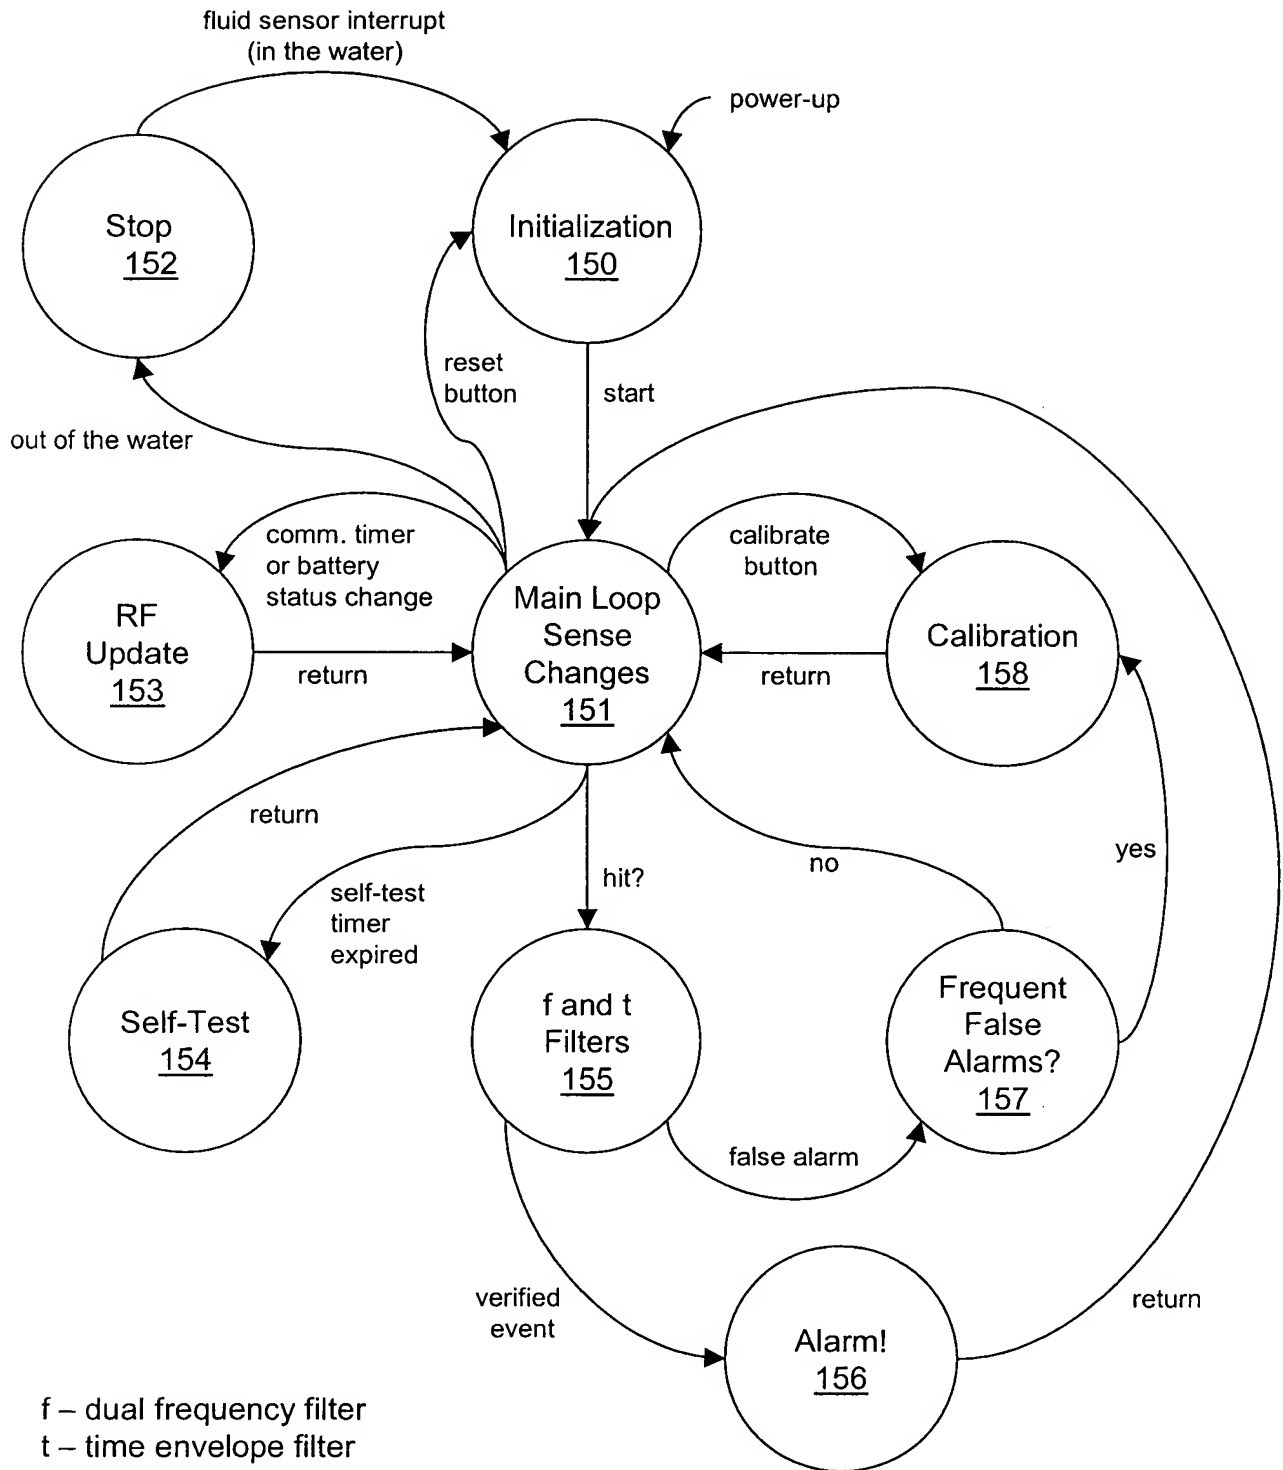 fluid sensor interrupt
(in the water)
power-up
Stop
152
Initialization
150
reset
button
start
out of the water
comm. timer
or battery
status change
calibrate
button
RF
Update
153
return
Main Loop
Sense
Changes
151
return
Calibration
158
return
self-test
timer
expired
hit?
no
yes
Self-Test
154
f and t
Filters
155
Frequent
False
Alarms?
157
false alarm
verified
event
Alarm!
156
return
f – dual frequency filter
t – time envelope filter